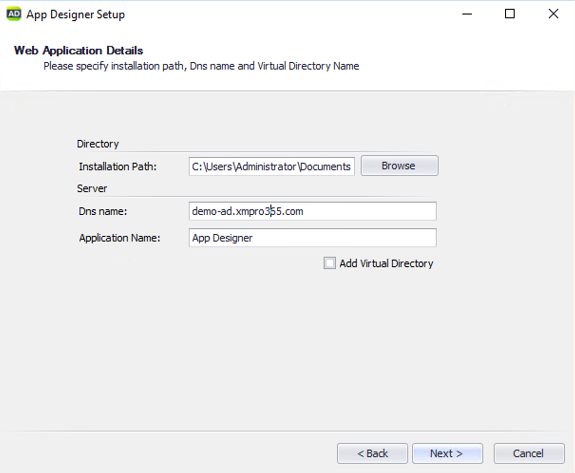 AD App Designer Setup
Web Application Details
Please specify installation path, Dns name and Virtual Directory Name
Directory
Installation Path: C:\Users\Administrator\Documents Browse
Server
Dns name: demo-ad.xmpro365.com
Application Name: App Designer
Add Virtual Directory
< Back Next > Cancel